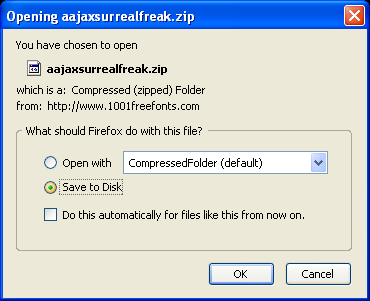 Opening aajaxsurrealfreak.zip
You have chosen to open
aajaxsurrealfreak.zip
which is a: Compressed (zipped) Folder
from: http://www.1001freefonts.com
What should Firefox do with this file?
Open with CompressedFolder (default)
Save to Disk
Do this automatically for files like this from now on.
OK Cancel